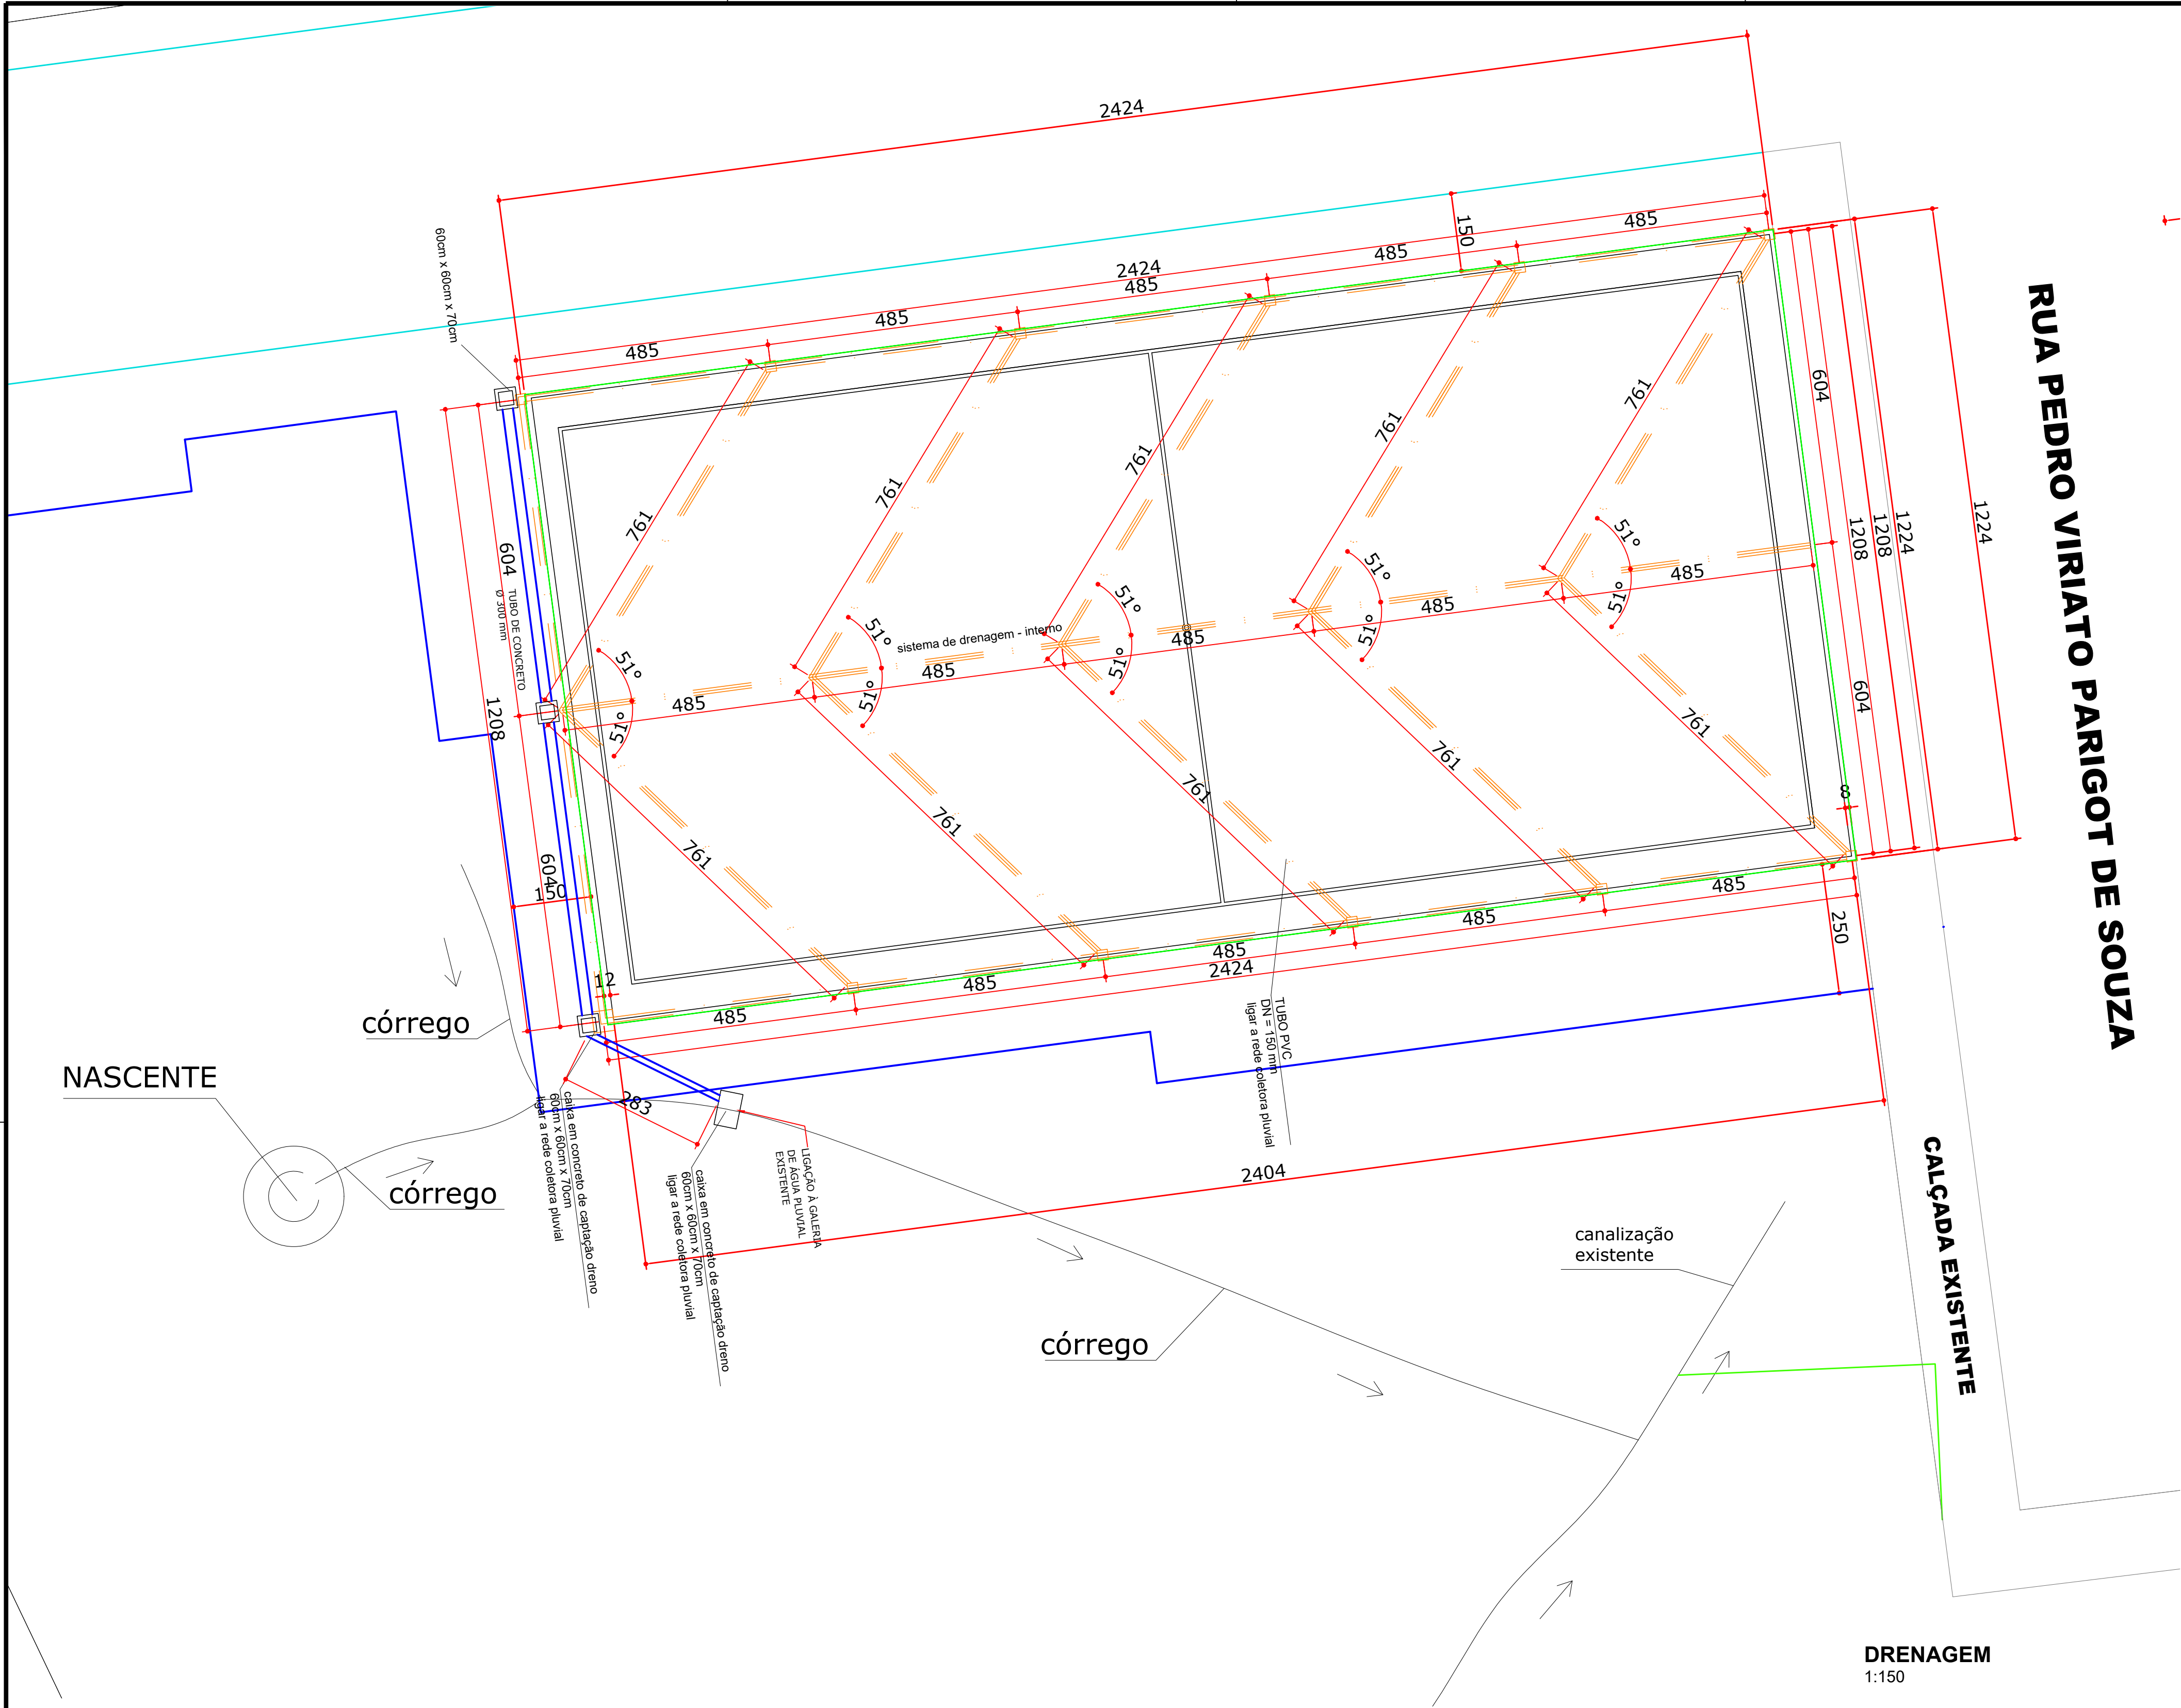 2424
60cm x 60cm x 70cm
150
485
485
2424
485
485
485
604
1208
1208
1224
1224
RUA PEDRO VIRIATO PARIGOT DE SOUZA
761
761
761
761
761
604
TUBO DE CONCRETO
Ø 300 mm
1208
51°
51°
51°
51°
51°
51°
51°
51°
51°
51°
sistema de drenagem - interno
485
485
485
485
485
604
761
761
761
761
761
8
604
150
12
485
485
485
485
485
2424
250
córrego
NASCENTE
córrego
283
caixa em concreto de captação dreno
60cm x 60cm x 70cm
ligar a rede coletora pluvial
caixa em concreto de captação dreno
60cm x 60cm x 70cm
ligar a rede coletora pluvial
LIGAÇÃO À GALERIA
DE ÁGUA PLUVIAL
EXISTENTE
TUBO PVC
DN = 150 mm
ligar a rede coletora pluvial
2404
CALÇADA EXISTENTE
canalização
existente
córrego
DRENAGEM
1:150